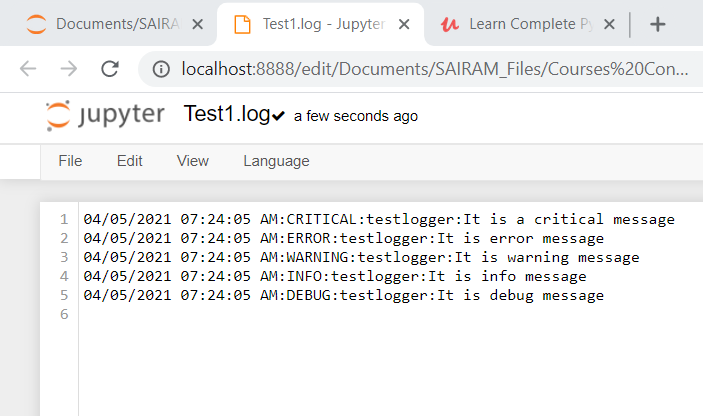 Documents/SAIRA
Test1.log - Jupyter
Learn Complete Py
localhost:8888/edit/Documents/SAIRAM_Files/Courses%20Con...
jupyter Test1.log a few seconds ago
File Edit View Language
1 04/05/2021 07:24:05 AM:CRITICAL:testlogger:It is a critical message
2 04/05/2021 07:24:05 AM:ERROR:testlogger:It is error message
3 04/05/2021 07:24:05 AM:WARNING:testlogger:It is warning message
4 04/05/2021 07:24:05 AM:INFO:testlogger:It is info message
5 04/05/2021 07:24:05 AM:DEBUG:testlogger:It is debug message
6